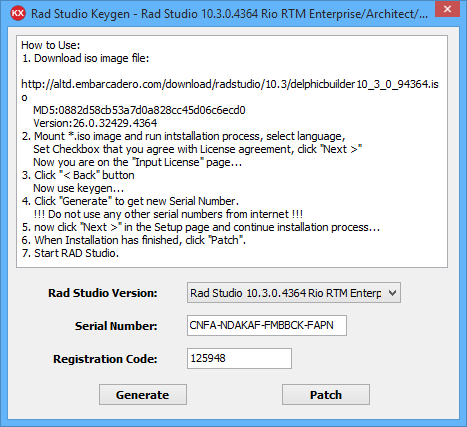 KX Rad Studio Keygen - Rad Studio 10.3.0.4364 Rio RTM Enterprise/Architect/...
How to Use:
1. Download iso image file:
http://altd.embarcadero.com/download/radstudio/10.3/delphicbuilder10_3_0_94364.is
o
MD5:0882d58cb53a7d0a828cc45d06c6ecd0
Version:26.0.32429.4364
2. Mount *.iso image and run intstallation process, select language,
Set Checkbox that you agree with License agreement, click "Next >"
Now you are on the "Input License" page...
3. Click "< Back" button
Now use keygen...
4. Click "Generate" to get new Serial Number.
!!! Do not use any other serial numbers from internet !!!
5. now click "Next >" in the Setup page and continue installation process...
6. When Installation has finished, click "Patch".
7. Start RAD Studio.
Rad Studio Version: Rad Studio 10.3.0.4364 Rio RTM Enterp
Serial Number: CNFA-NDAKAF-FMBBCK-FAPN
Registration Code: 125948
Generate Patch